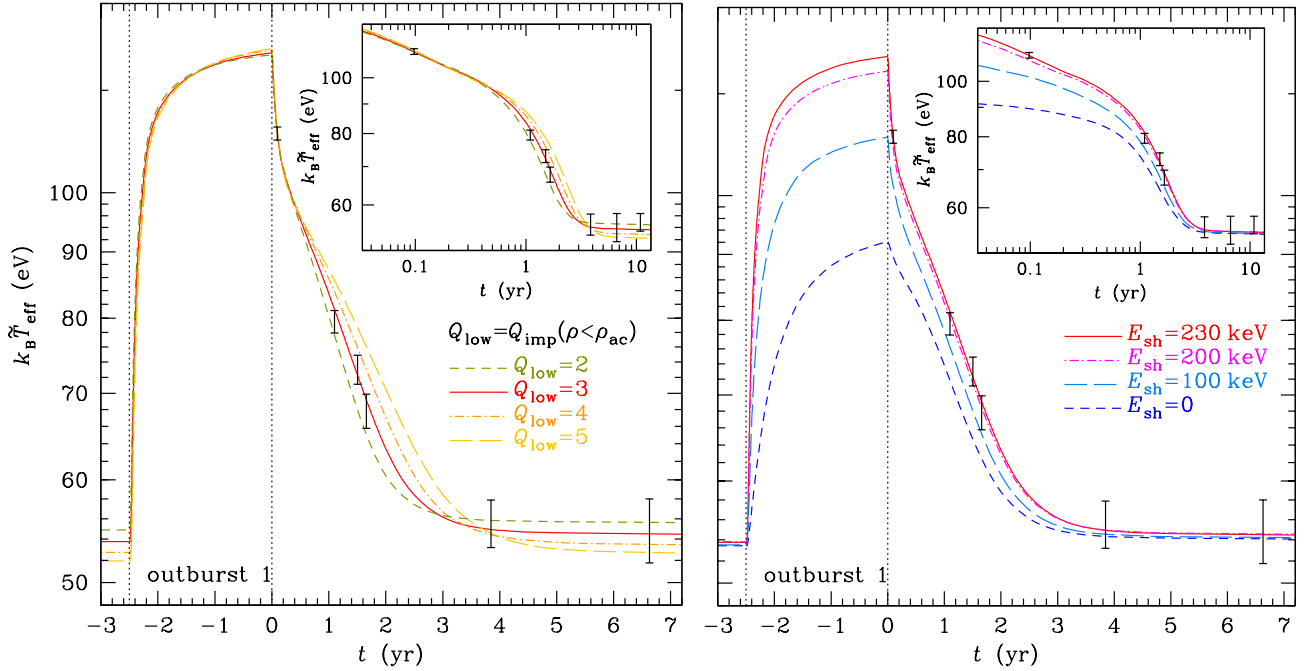 100
90
80
70
60
50
k_B T̃_eff (eV)
−3 −2 −1 0 1 2 3 4 5 6 7
t (yr)
outburst 1
100
80
60
k_B T̃_eff (eV)
0.1 1 10
t (yr)
Q_low=Q_imp(ρ<ρ_ac)
Q_low=2
Q_low=3
Q_low=4
Q_low=5
−3 −2 −1 0 1 2 3 4 5 6 7
t (yr)
outburst 1
100
80
60
k_B T̃_eff (eV)
0.1 1 10
t (yr)
E_sh=230 keV
E_sh=200 keV
E_sh=100 keV
E_sh=0